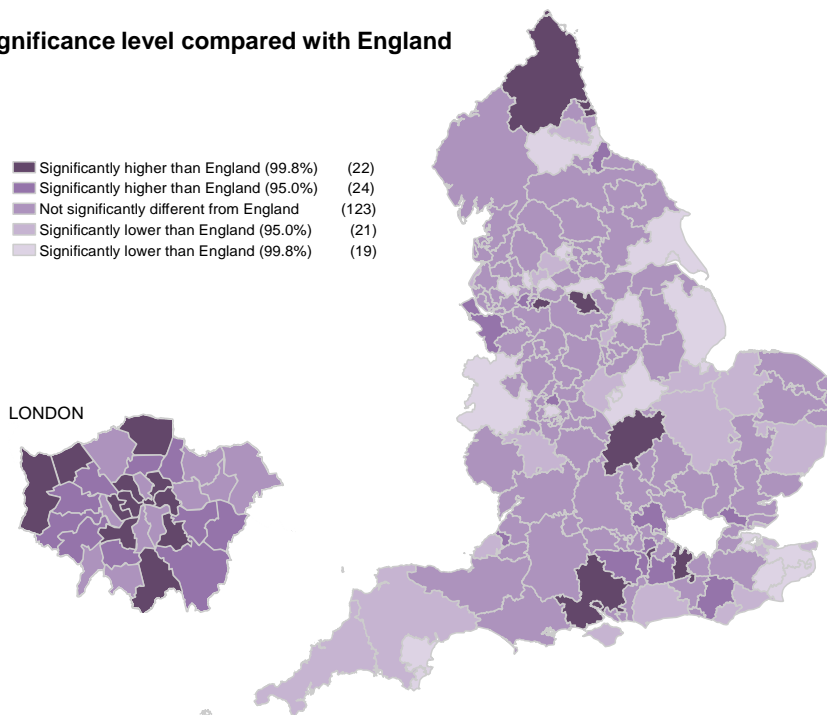 gnificance level compared with England
Significantly higher than England (99.8%) (22)
Significantly higher than England (95.0%) (24)
Not significantly different from England (123)
Significantly lower than England (95.0%) (21)
Significantly lower than England (99.8%) (19)
LONDON